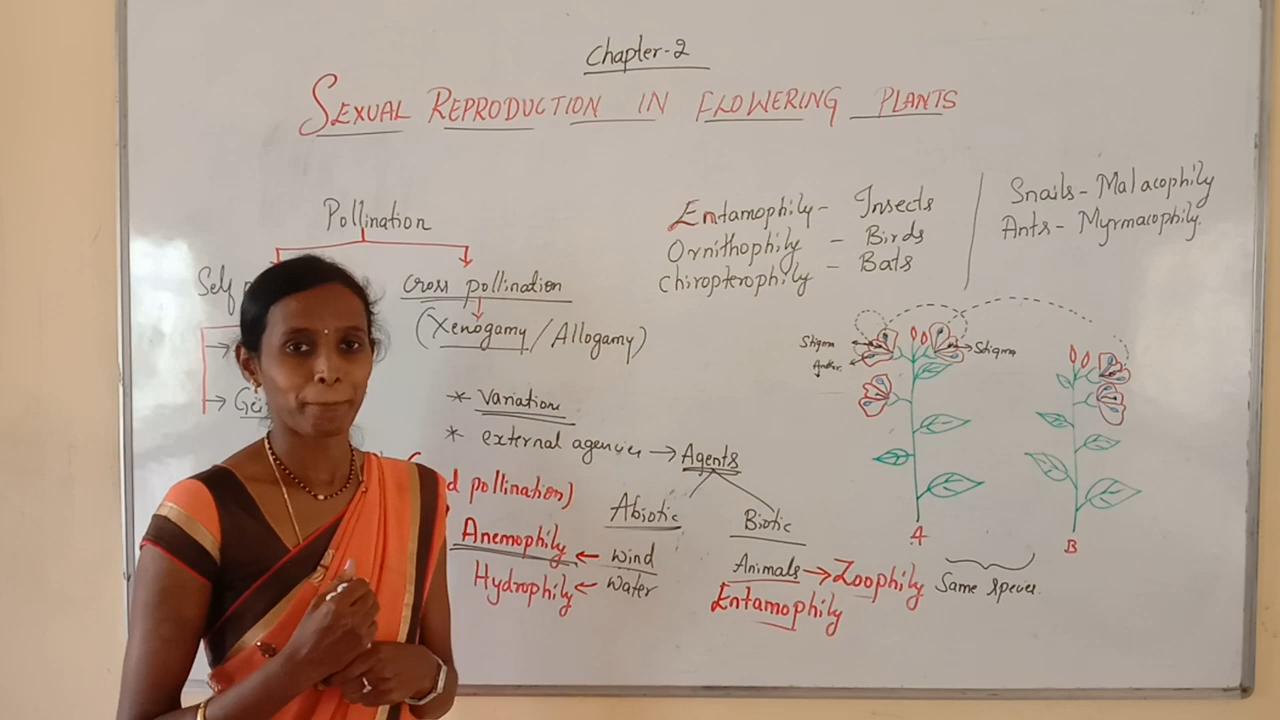 Chapter-2
SEXUAL REPRODUCTION IN FLOWERING PLANTS
Pollination
Self
Cross pollination
(Xenogamy / Allogamy)
* Variation
* external agencies → Agents
d pollination)
Abiotic
Biotic
Anemophily ← Wind
Hydrophily ← Water
Animals → Zoophily
Entamophily
Entamophily - Insects
Ornithophily - Birds
Chiropterophily - Bats
Snails - Malacophily
Ants - Myrmacophily.
Stigma
Anther.
Stigma
A
B
Same species.